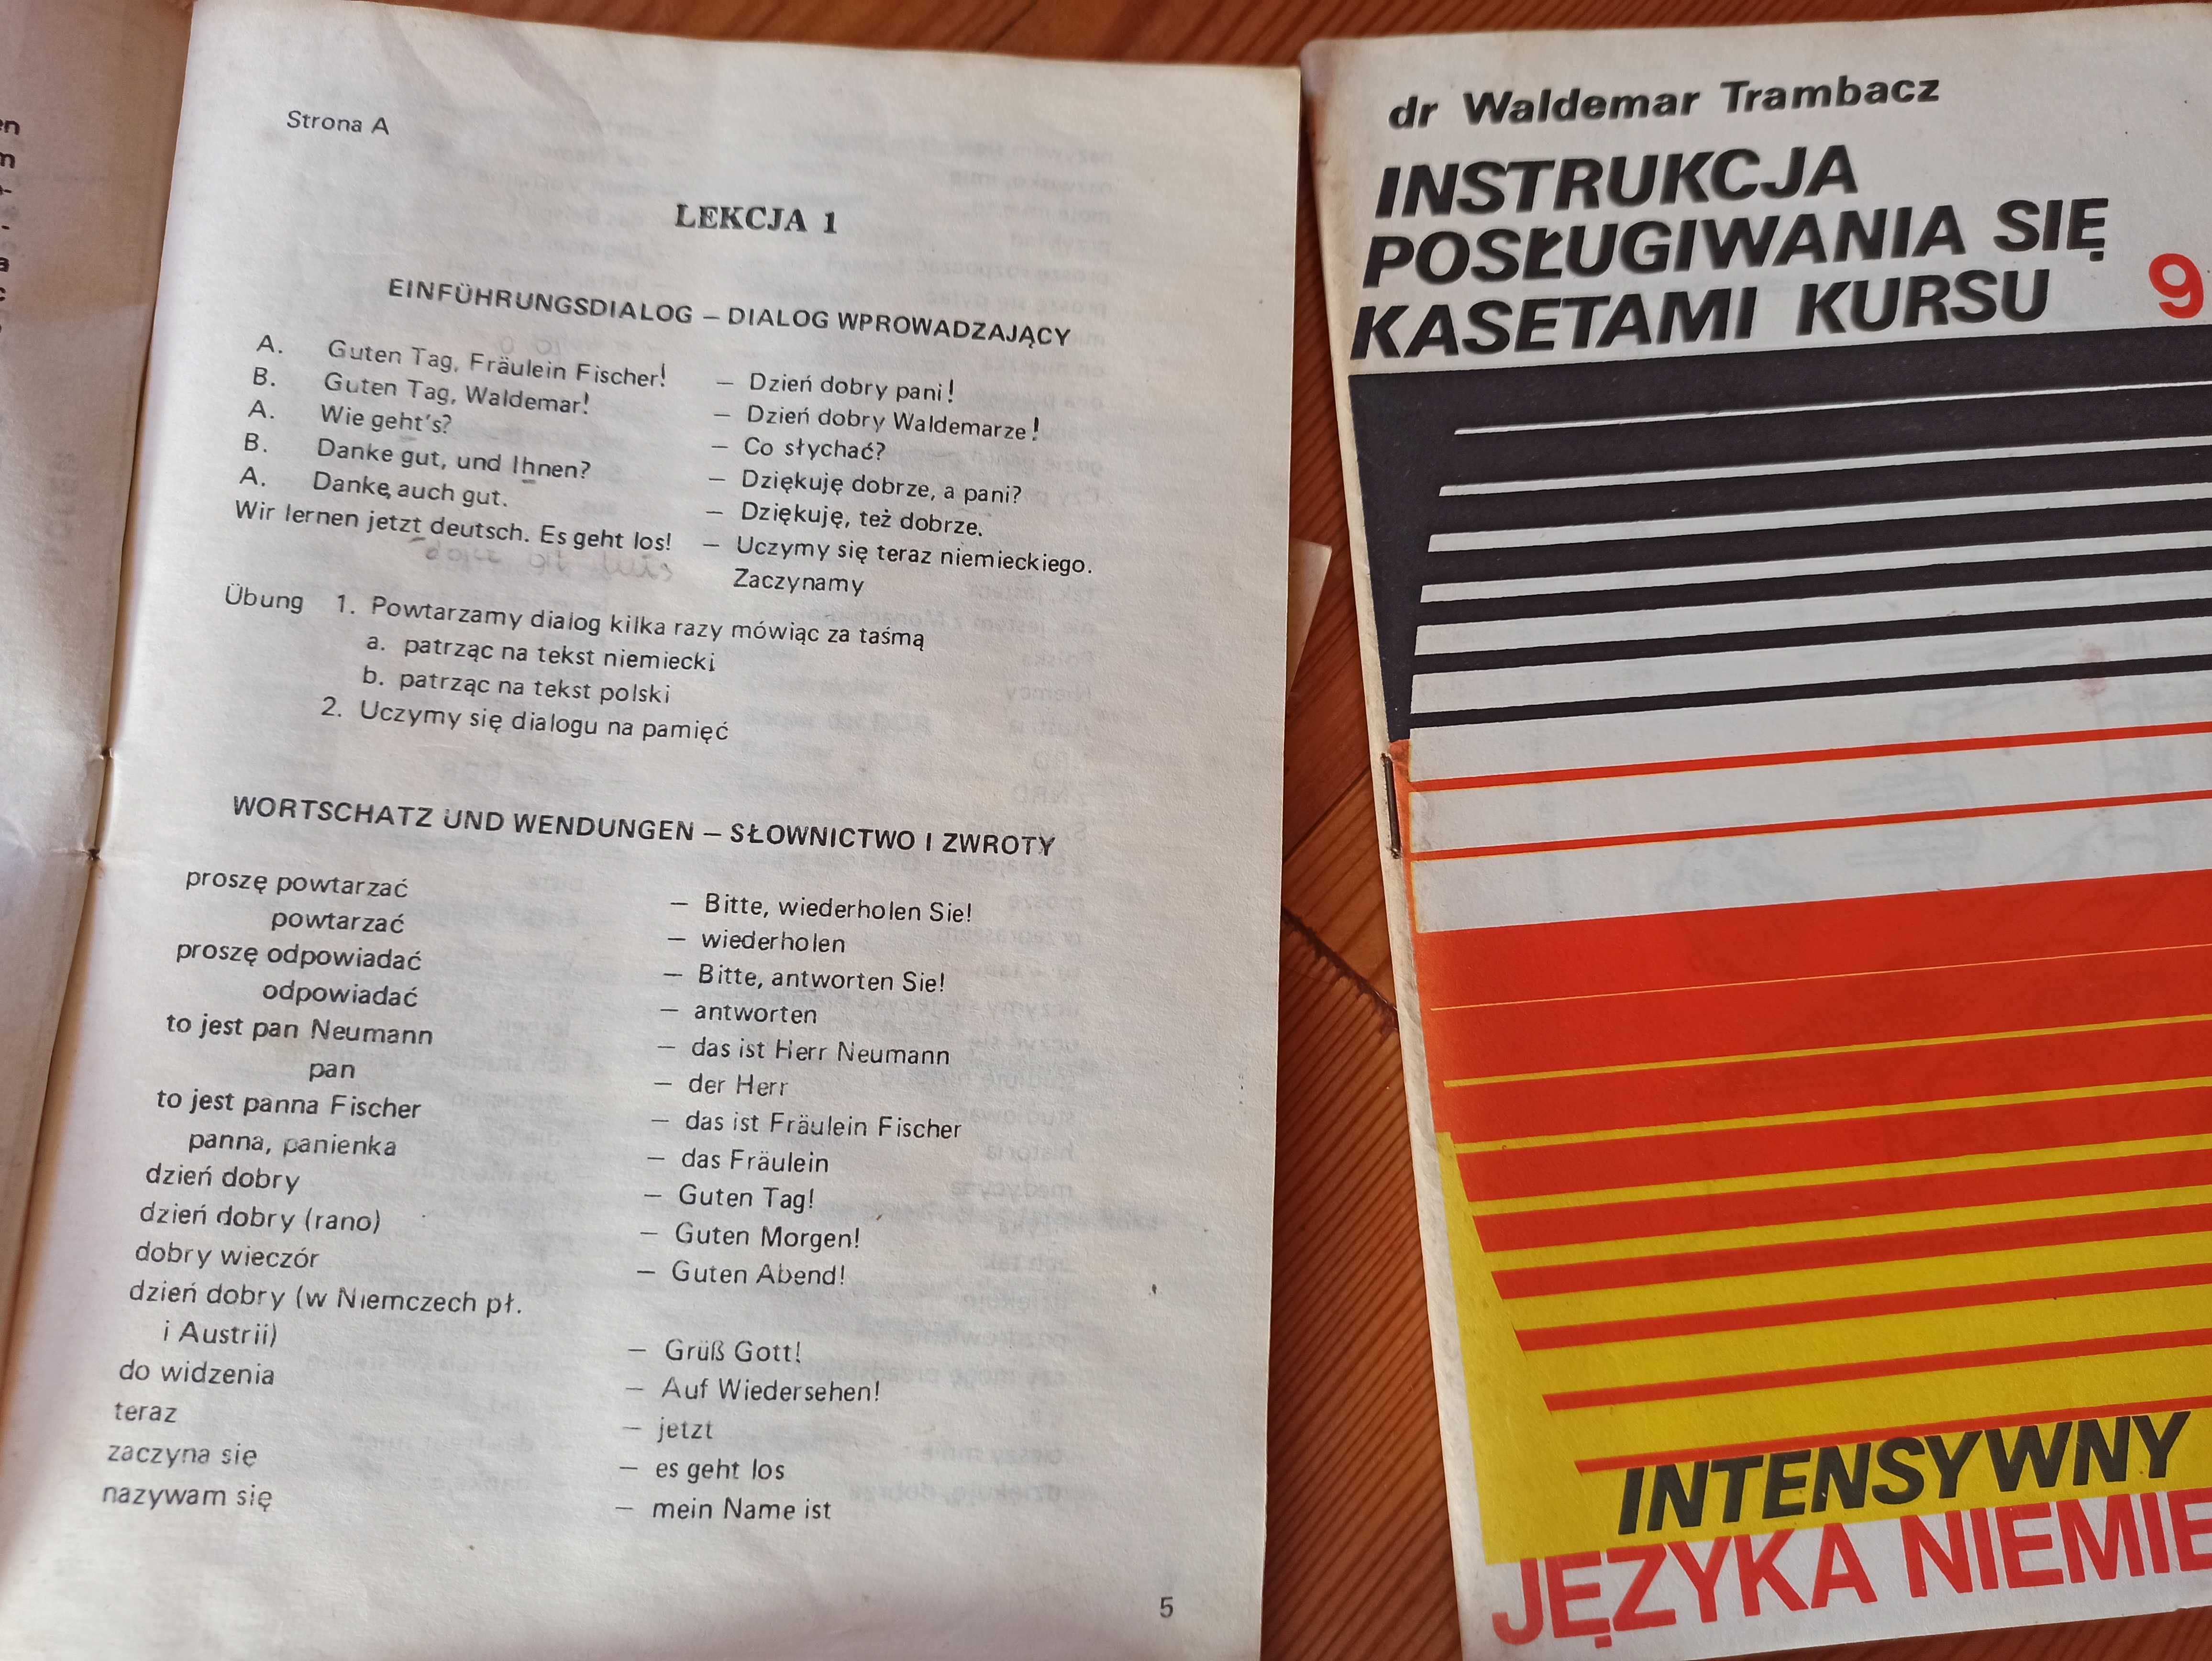 Strona A
LEKCJA 1
EINFÜHRUNGSDIALOG – DIALOG WPROWADZAJĄCY
A. Guten Tag, Fräulein Fischer! – Dzień dobry pani!
B. Guten Tag, Waldemar! – Dzień dobry Waldemarze!
A. Wie geht's? – Co słychać?
B. Danke gut, und Ihnen? – Dziękuję dobrze, a pani?
A. Danke, auch gut. – Dziękuję, też dobrze.
Wir lernen jetzt deutsch. Es geht los! – Uczymy się teraz niemieckiego.
Zaczynamy
Übung 1. Powtarzamy dialog kilka razy mówiąc za taśmą
a. patrząc na tekst niemiecki
b. patrząc na tekst polski
2. Uczymy się dialogu na pamięć
WORTSCHATZ UND WENDUNGEN – SŁOWNICTWO I ZWROTY
proszę powtarzać – Bitte, wiederholen Sie!
powtarzać – wiederholen
proszę odpowiadać – Bitte, antworten Sie!
odpowiadać – antworten
to jest pan Neumann – das ist Herr Neumann
pan – der Herr
to jest panna Fischer – das ist Fräulein Fischer
panna, panienka – das Fräulein
dzień dobry – Guten Tag!
dzień dobry (rano) – Guten Morgen!
dobry wieczór – Guten Abend!
dzień dobry (w Niemczech pł.
i Austrii) – Grüß Gott!
do widzenia – Auf Wiedersehen!
teraz – jetzt
zaczyna się – es geht los
nazywam się – mein Name ist
5
dr Waldemar Trambacz
INSTRUKCJA
POSŁUGIWANIA SIĘ
KASETAMI KURSU 9
INTENSYWNY
JĘZYKA NIEMIE